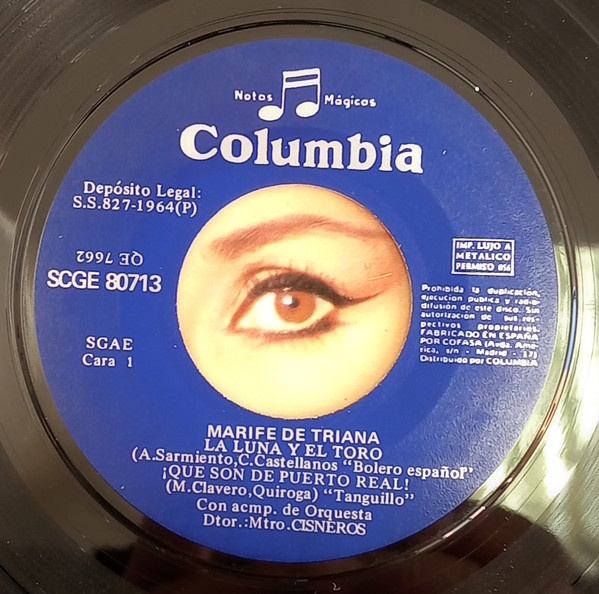 Notas Mágicas
Columbia
Depósito Legal:
S.S.827-1964(P)
QE 7662
SCGE 80713
SGAE
Cara 1
IMP. LUJO A
METALICO
PERMISO 056
Prohibida la duplicación,
ejecucion publica y radio-
difusion de este disco. Sin
autorización de sus res-
pectivos propietarios.
FABRICADO EN ESPAÑA
POR COFASA (Avda. Amé-
rica, s/n - Madrid - 17)
Distribuido por COLUMBIA
MARIFE DE TRIANA
LA LUNA Y EL TORO
(A.Sarmiento,C.Castellanos "Bolero español"
¡QUE SON DE PUERTO REAL!
(M.Clavero,Quiroga) "Tanguillo"
Con acmp. de Orquesta
Dtor.:Mtro.CISNEROS